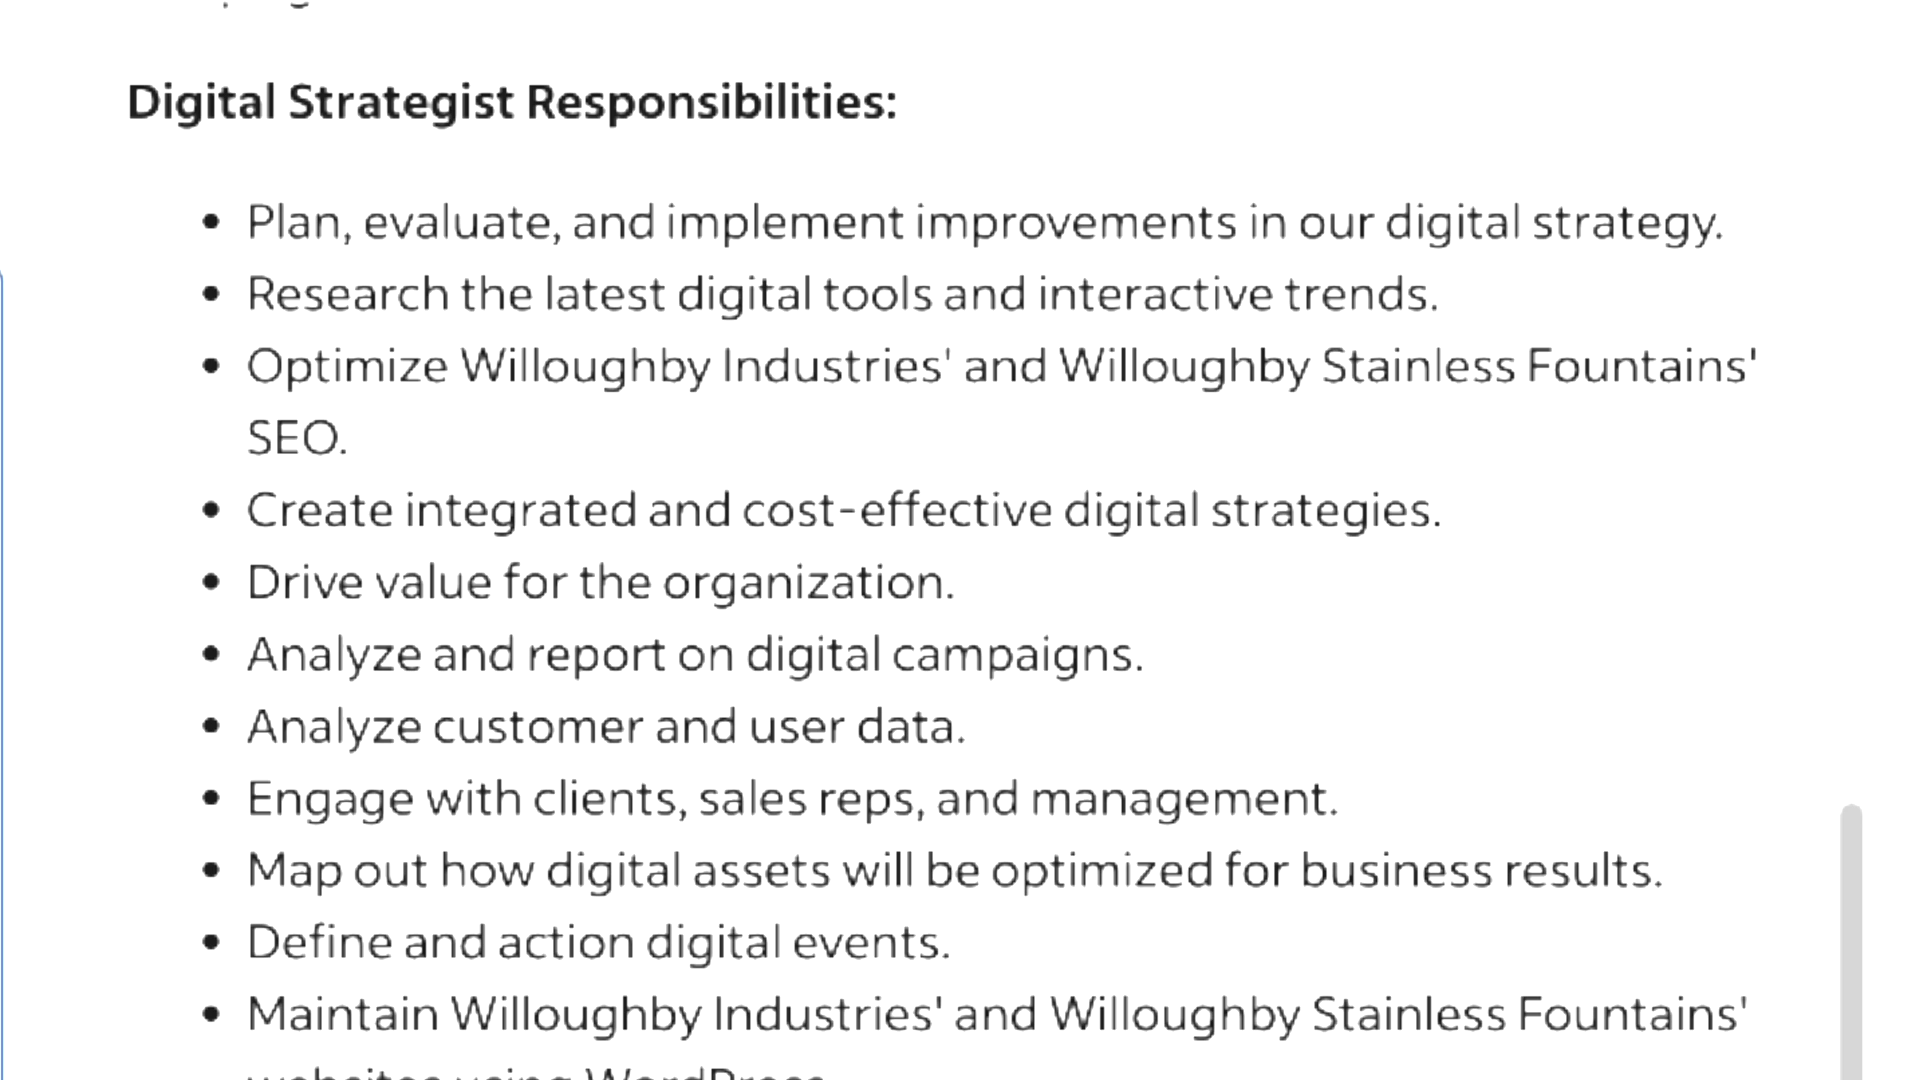 Digital Strategist Responsibilities:
• Plan, evaluate, and implement improvements in our digital strategy.
• Research the latest digital tools and interactive trends.
• Optimize Willoughby Industries' and Willoughby Stainless Fountains'
SEO.
• Create integrated and cost-effective digital strategies.
• Drive value for the organization.
• Analyze and report on digital campaigns.
• Analyze customer and user data.
• Engage with clients, sales reps, and management.
• Map out how digital assets will be optimized for business results.
• Define and action digital events.
• Maintain Willoughby Industries' and Willoughby Stainless Fountains'
websites using WordPress